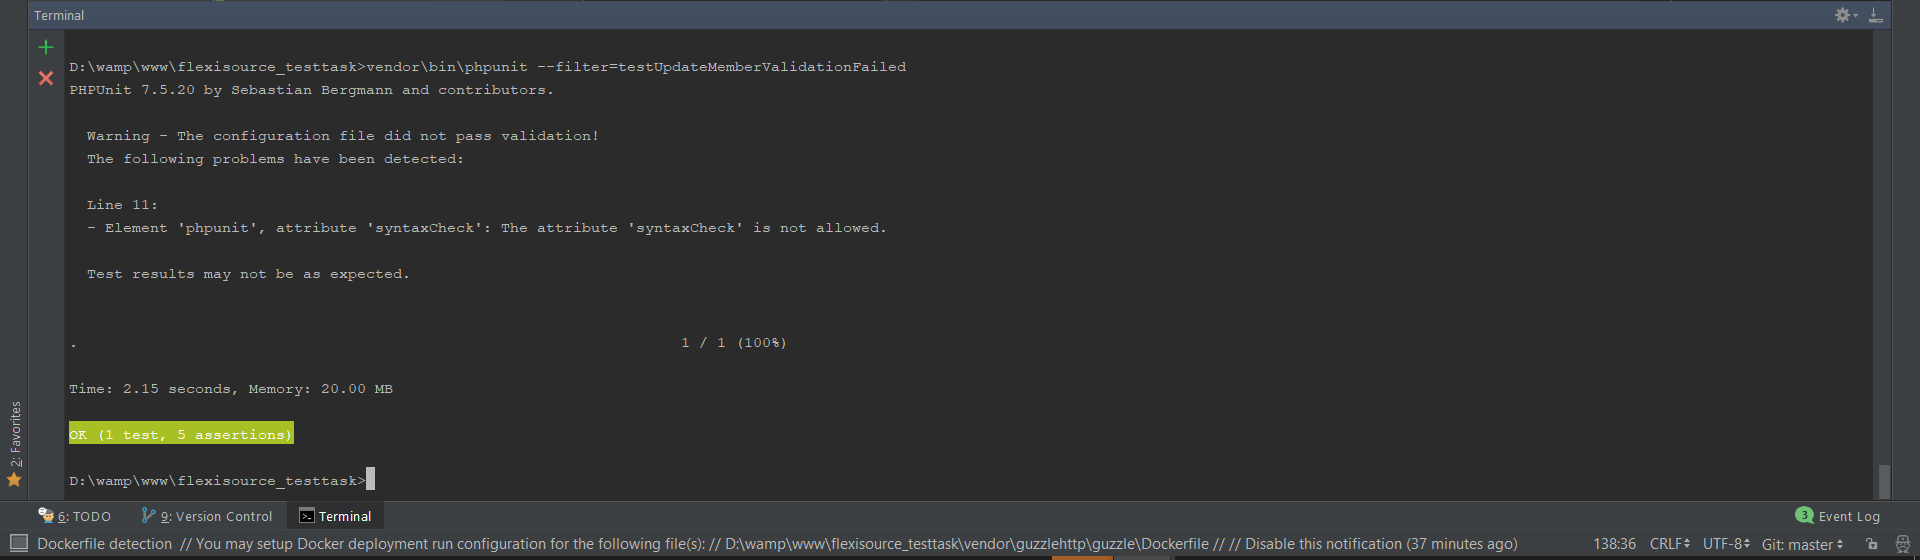 Terminal
D:\wamp\www\flexisource_testtask>vendor\bin\phpunit --filter=testUpdateMemberValidationFailed
PHPUnit 7.5.20 by Sebastian Bergmann and contributors.
Warning - The configuration file did not pass validation!
The following problems have been detected:
Line 11:
- Element 'phpunit', attribute 'syntaxCheck': The attribute 'syntaxCheck' is not allowed.
Test results may not be as expected.
. 1 / 1 (100%)
Time: 2.15 seconds, Memory: 20.00 MB
OK (1 test, 5 assertions)
D:\wamp\www\flexisource_testtask>
2: Favorites
6: TODO 9: Version Control Terminal 3 Event Log
Dockerfile detection // You may setup Docker deployment run configuration for the following file(s): // D:\wamp\www\flexisource_testtask\vendor\guzzlehttp\guzzle\Dockerfile // // Disable this notification (37 minutes ago) 138:36 CRLF UTF-8 Git: master